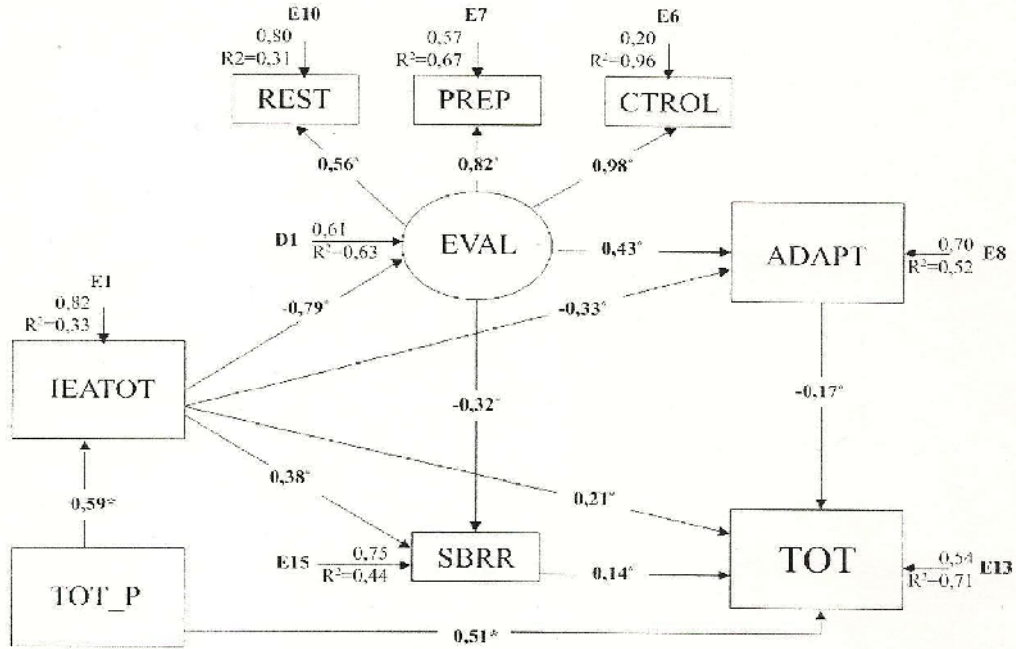 E10
0,80
R2=0,31
REST
E7
0,57
R²=0,67
PREP
E6
0,20
R²=0,96
CTROL
0,56*
0,82*
0,98*
D1
0,61
R²=0,63
EVAL
0,43*
ADAPT
0,70
R²=0,52
E8
E1
0,82
R²=0,33
IEATOT
-0,79*
-0,33*
-0,32*
-0,17*
0,59*
0,38*
0,21*
E15
0,75
R²=0,44
SBRR
0,14*
TOT
0,54
R²=0,71
E13
TOT_P
0,51*